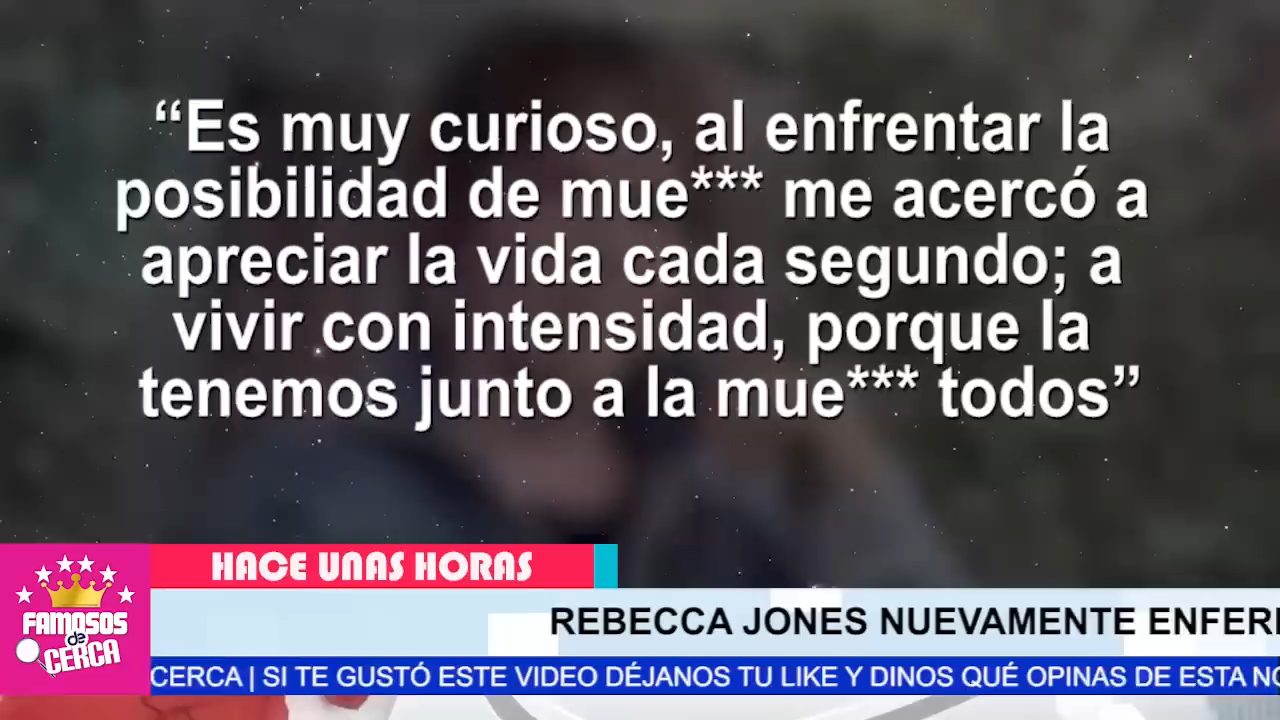 “Es muy curioso, al enfrentar la
posibilidad de mue*** me acercó a
apreciar la vida cada segundo; a
vivir con intensidad, porque la
tenemos junto a la mue*** todos”
HACE UNAS HORAS
FAMOSOS
de
CERCA
REBECCA JONES NUEVAMENTE
CERCA | SI TE GUSTÓ ESTE VIDEO DÉJANOS TU LIKE Y DINOS QUÉ OPINAS DE ESTA